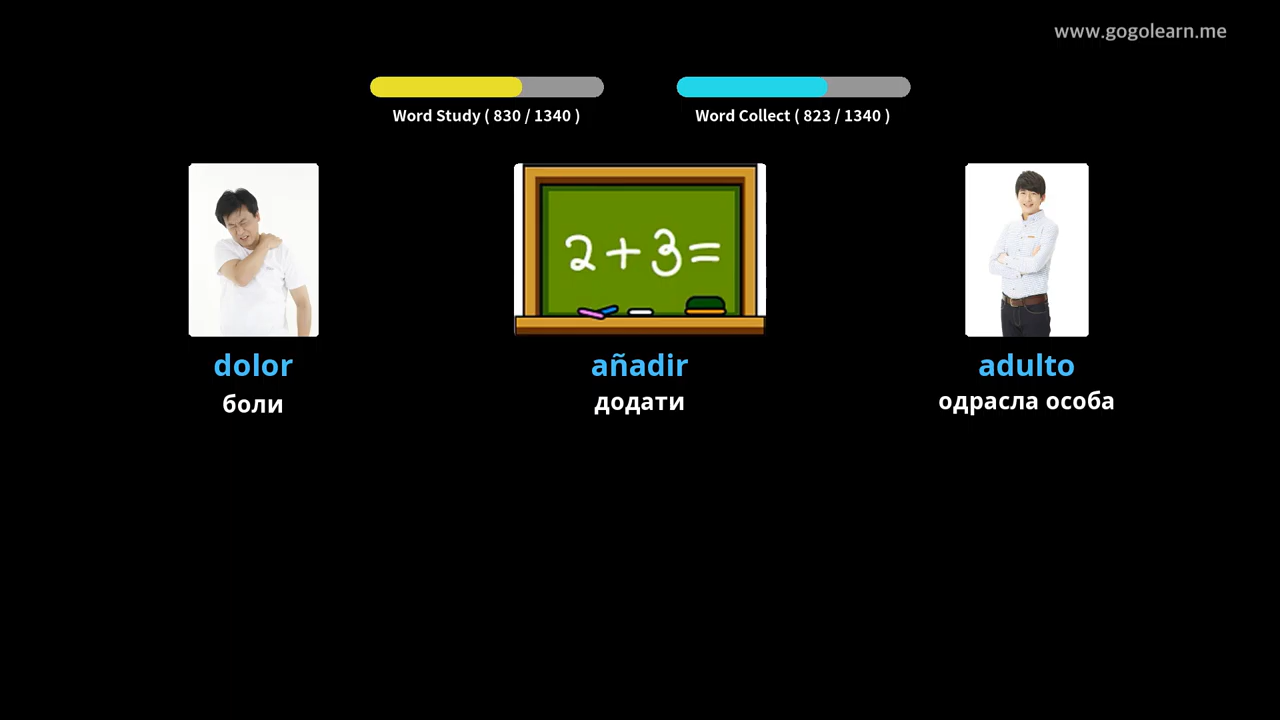 www.gogolearn.me
Word Study ( 830 / 1340 )
Word Collect ( 823 / 1340 )
2+3=
dolor
añadir
adulto
боли
додати
одрасла особа